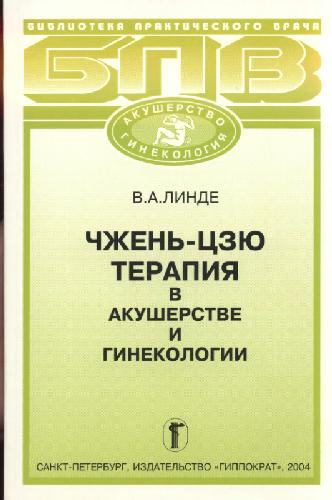 БИБЛИОТЕКА ПРАКТИЧЕСКОГО ВРАЧА
БПВ
АКУШЕРСТВО
ГИНЕКОЛОГИЯ
В.А.ЛИНДЕ
ЧЖЕНЬ-ЦЗЮ
ТЕРАПИЯ
В
АКУШЕРСТВЕ
И
ГИНЕКОЛОГИИ
САНКТ-ПЕТЕРБУРГ, ИЗДАТЕЛЬСТВО «ГИППОКРАТ», 2004